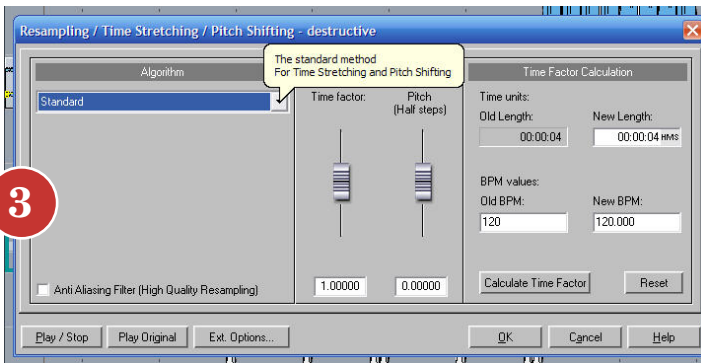 Resampling / Time Stretching / Pitch Shifting - destructive
The standard method
For Time Stretching and Pitch Shifting
Algorithm
Standard
Anti Aliasing Filter (High Quality Resampling)
Time factor:
Pitch
(Half steps)
1.00000
0.00000
Time Factor Calculation
Time units:
Old Length:
New Length:
00:00:04
00:00:04 HMS
BPM values:
Old BPM:
New BPM:
120
120.000
Calculate Time Factor
Reset
3
Play / Stop
Play Original
Ext. Options...
OK
Cancel
Help